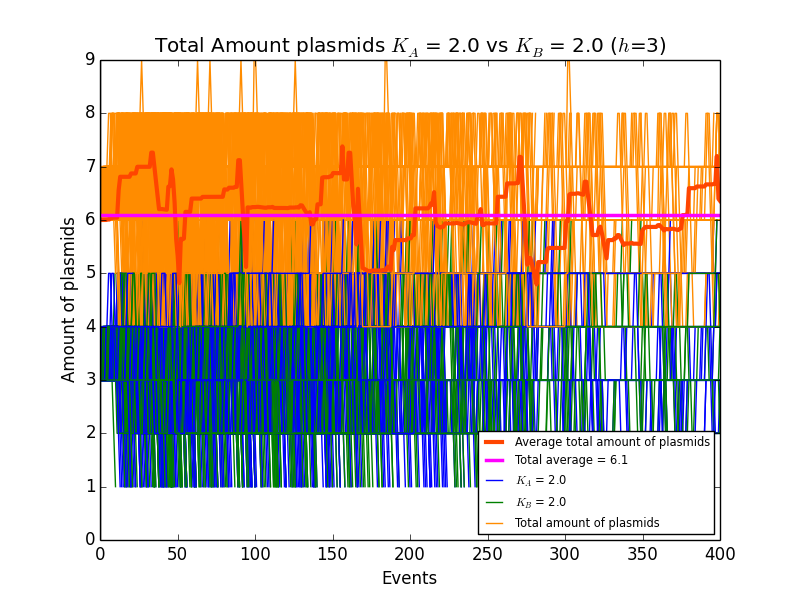 Total Amount plasmids K_A = 2.0 vs K_B = 2.0 (h=3)
9
8
7
6
5
4
3
2
1
0
Amount of plasmids
Average total amount of plasmids
Total average = 6.1
K_A = 2.0
K_B = 2.0
Total amount of plasmids
0 50 100 150 200 250 300 350 400
Events